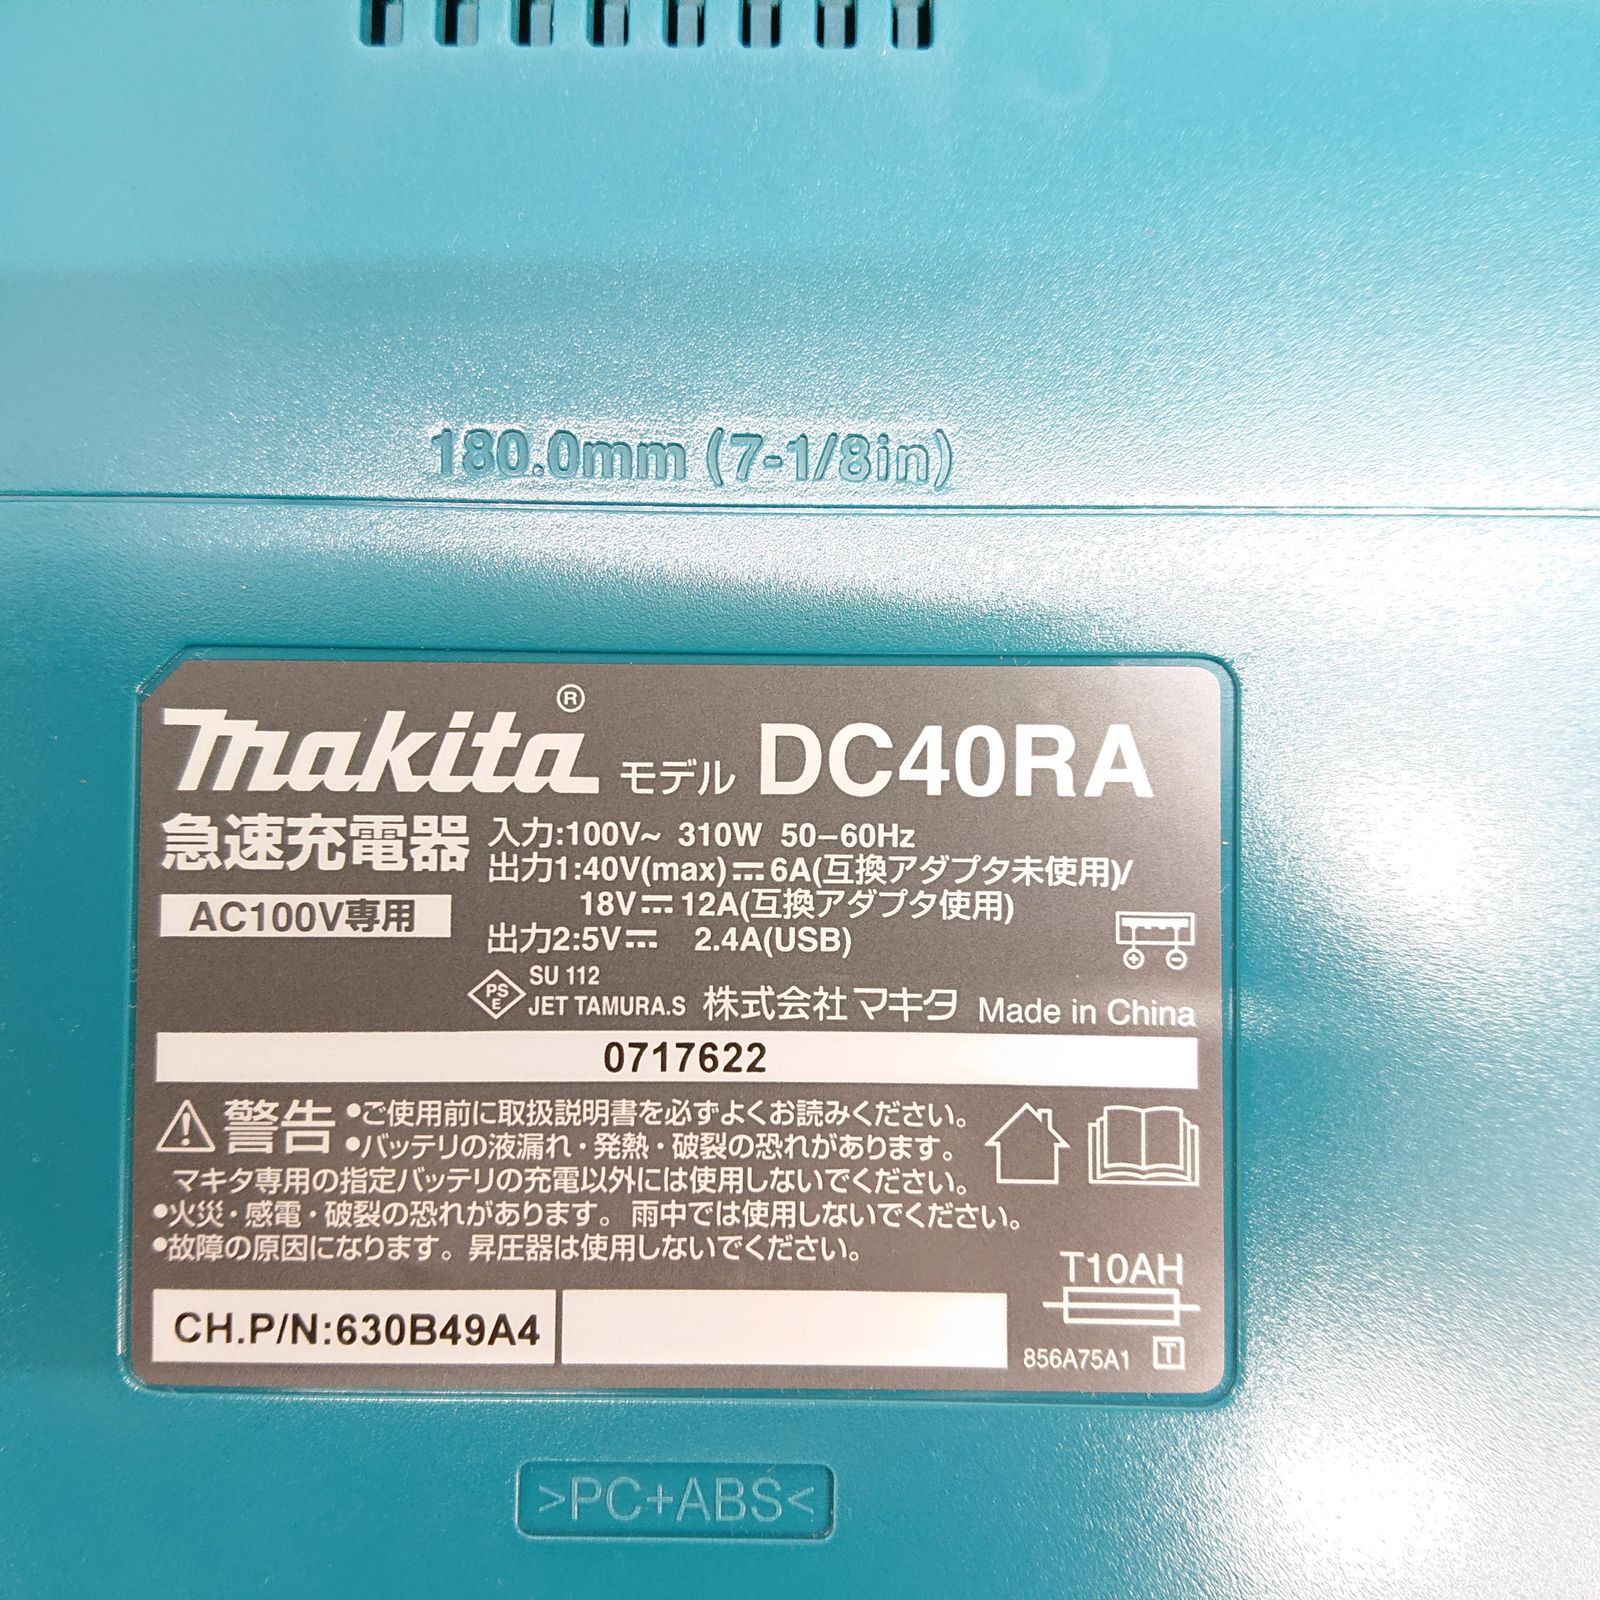 180.0mm (7-1/8in)
makita® モデル DC40RA
急速充電器
AC100V専用
入力:100V~ 310W 50-60Hz
出力1:40V(max)⎓6A(互換アダプタ未使用)/
18V⎓12A(互換アダプタ使用)
出力2:5V⎓ 2.4A(USB)
PS
E
SU 112
JET TAMURA.S 株式会社 マキタ Made in China
0717622
警告 •ご使用前に取扱説明書を必ずよくお読みください。
•バッテリの液漏れ・発熱・破裂の恐れがあります。
マキタ専用の指定バッテリの充電以外には使用しないでください。
•火災・感電・破裂の恐れがあります。雨中では使用しないでください。
•故障の原因になります。昇圧器は使用しないでください。
T10AH
CH.P/N:630B49A4
856A75A1 T
>PC+ABS<